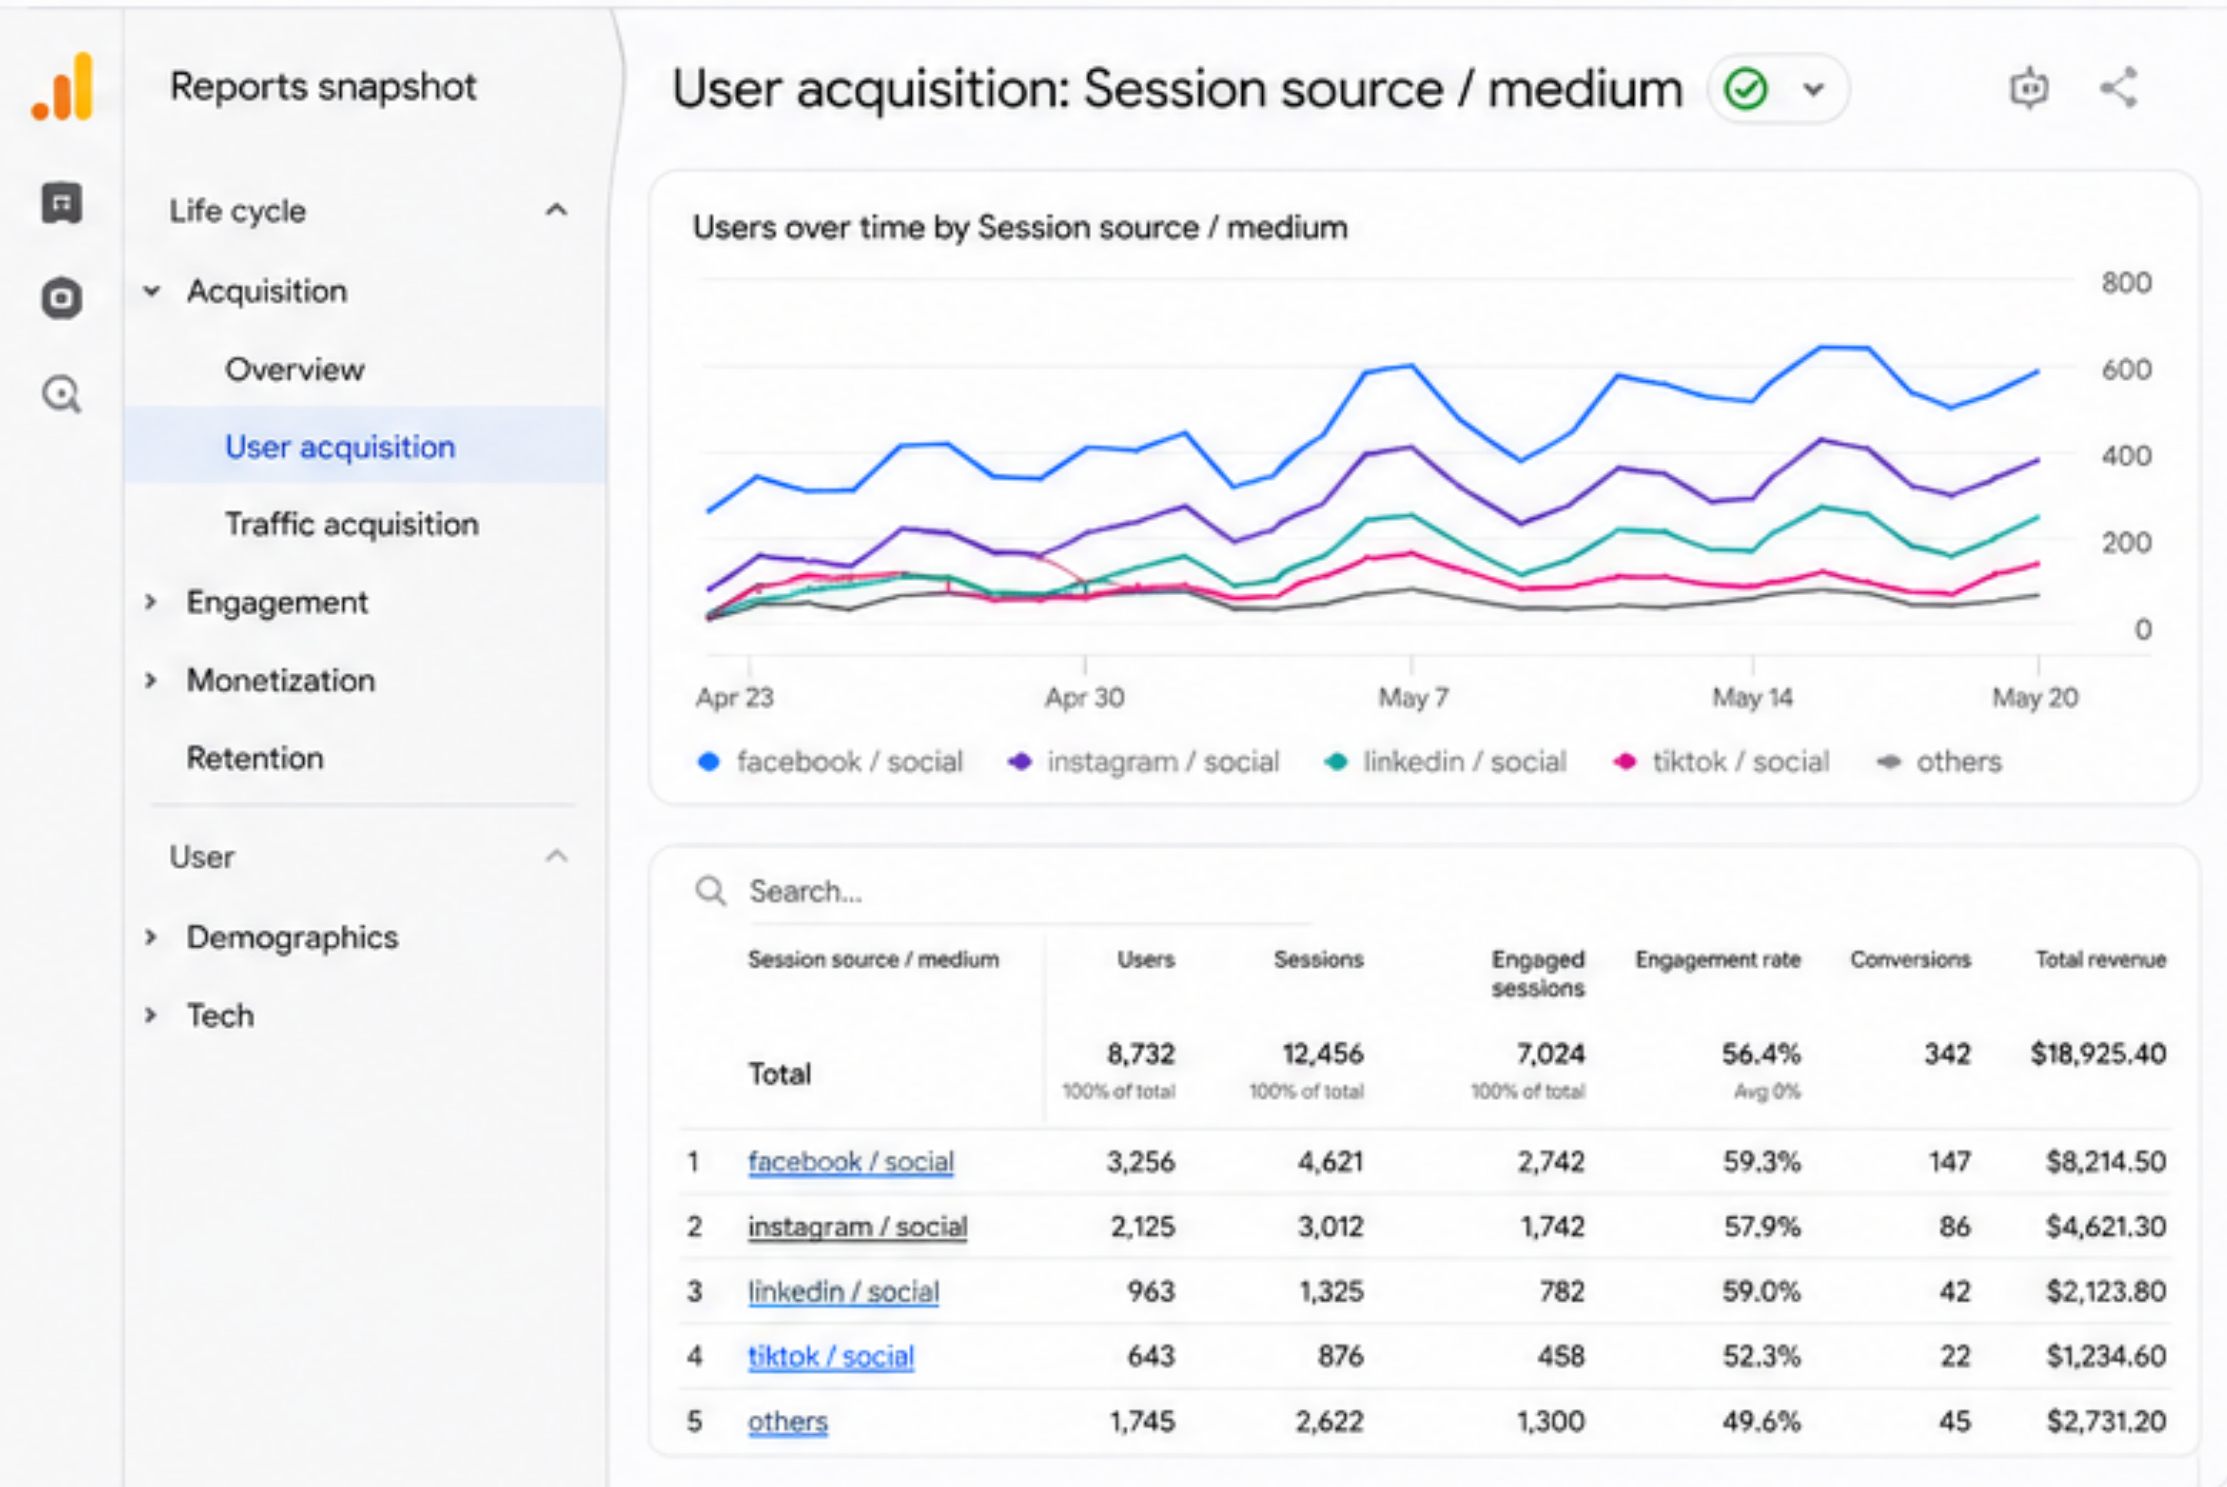 Reports snapshot
Life cycle
Acquisition
Overview
User acquisition
Traffic acquisition
Engagement
Monetization
Retention
User
Demographics
Tech
User acquisition: Session source / medium
Users over time by Session source / medium
800
600
400
200
0
Apr 23 Apr 30 May 7 May 14 May 20
facebook / social instagram / social linkedin / social tiktok / social others
Search...
Session source / medium Users Sessions Engaged sessions Engagement rate Conversions Total revenue
Total 8,732 12,456 7,024 56.4% 342 $18,925.40
100% of total 100% of total 100% of total Avg 0%
1 facebook / social 3,256 4,621 2,742 59.3% 147 $8,214.50
2 instagram / social 2,125 3,012 1,742 57.9% 86 $4,621.30
3 linkedin / social 963 1,325 782 59.0% 42 $2,123.80
4 tiktok / social 643 876 458 52.3% 22 $1,234.60
5 others 1,745 2,622 1,300 49.6% 45 $2,731.20